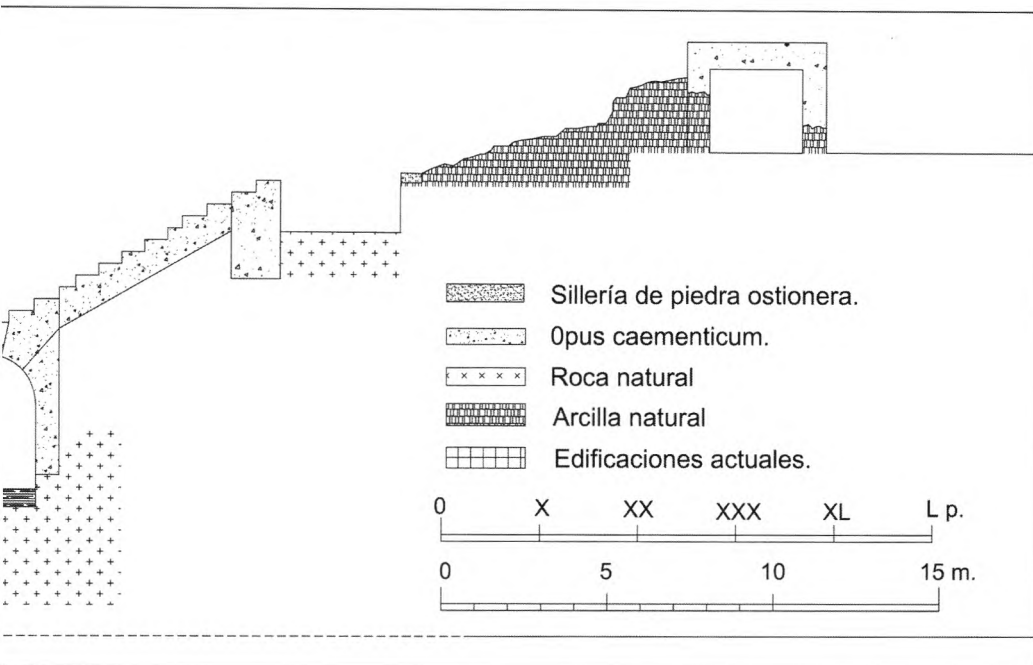 Sillería de piedra ostionera.
0pus caementicum.
Roca natural
Arcilla natural
Edificaciones actuales.
0 X XX XXX XL L p.
0 5 10 15 m.